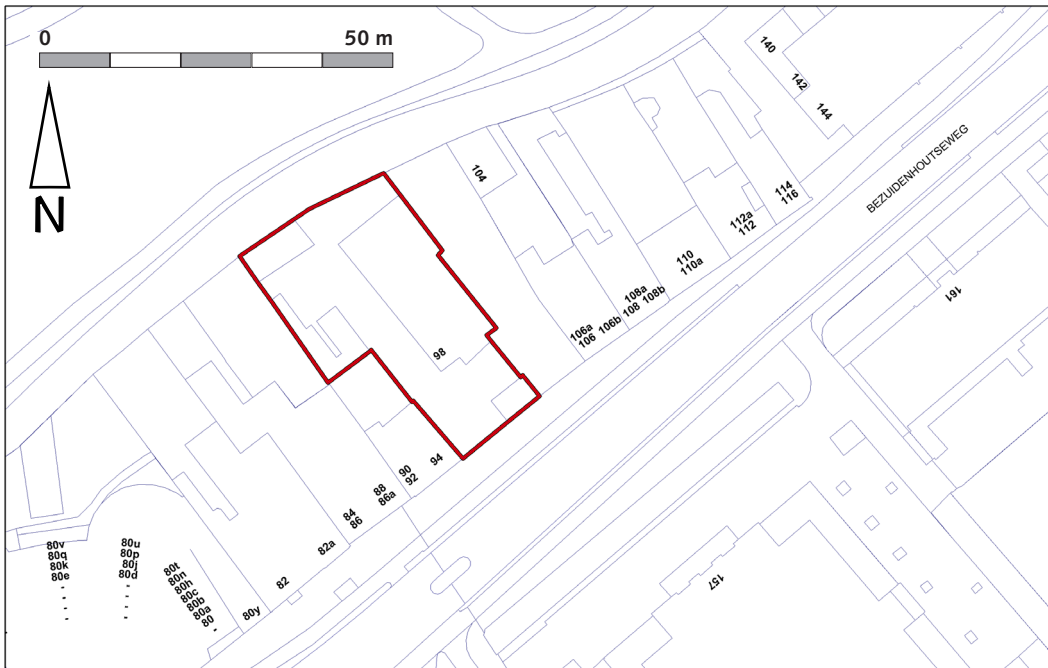 0 50 m
N
BEZUIDENHOUTSEWEG
140
142
144
104
114
116
112a
112
110
110a
108a
108 108b
106a
106 106b
98
161
94
90
92
88
86a
84
86
82a
82
80y
80v
80q
80k
80e
-
-
-
-
80u
80p
80j
80d
-
-
-
-
80t
80n
80h
80c
80b
80a
80
-
157